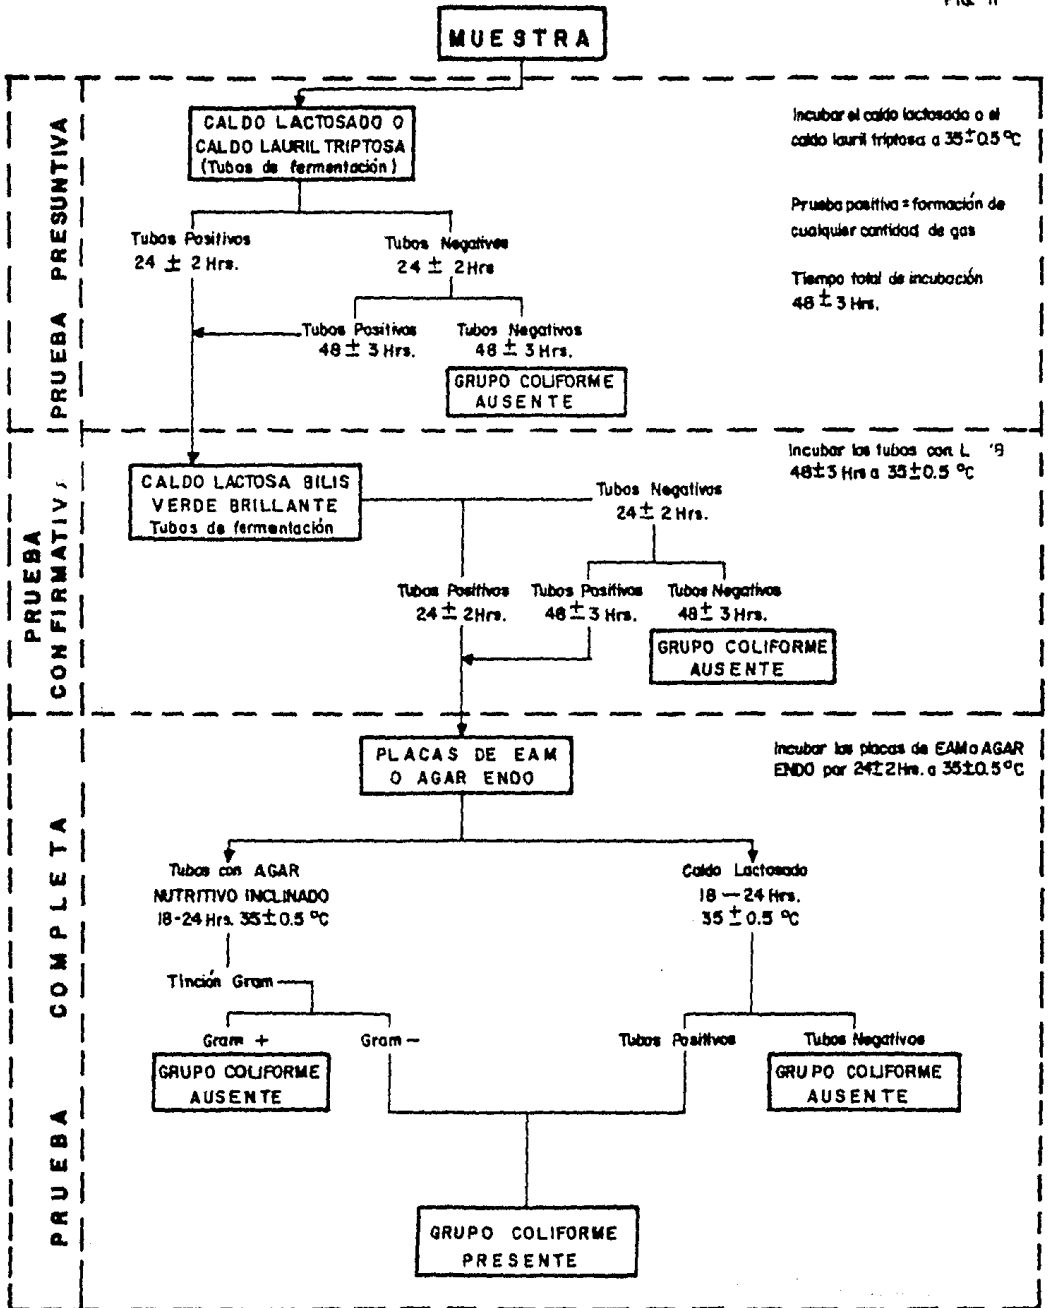 FIG. 11
MUESTRA
PRUEBA PRESUNTIVA
CALDO LACTOSADO O
CALDO LAURIL TRIPTOSA
(Tubos de fermentación)
Incubar el caldo lactosado o el
caldo lauril triptosa a 35±0.5 °C
Prueba positiva = formación de
cualquier cantidad de gas
Tiempo total de incubación
48 ± 3 Hrs.
Tubos Positivos
24 ± 2 Hrs.
Tubos Negativos
24 ± 2 Hrs
Tubos Positivos
48 ± 3 Hrs.
Tubos Negativos
48 ± 3 Hrs.
GRUPO COLIFORME
AUSENTE
PRUEBA
CONFIRMATIV
Incubar los tubos con L 'B
48±3 Hrs a 35±0.5 °C
CALDO LACTOSA BILIS
VERDE BRILLANTE
Tubos de fermentación
Tubos Negativos
24 ± 2 Hrs.
Tubos Positivos
24 ± 2 Hrs.
Tubos Positivos
48 ± 3 Hrs.
Tubos Negativos
48 ± 3 Hrs.
GRUPO COLIFORME
AUSENTE
PRUEBA COMPLETA
PLACAS DE EAM
O AGAR ENDO
Incubar las placas de EAM o AGAR
ENDO por 24±2 Hrs. a 35±0.5 °C
Tubos con AGAR
NUTRITIVO INCLINADO
18-24 Hrs. 35±0.5 °C
Caldo Lactosado
18 — 24 Hrs.
35 ± 0.5 °C
Tinción Gram
Gram +
Gram −
Tubos Positivos
Tubos Negativos
GRUPO COLIFORME
AUSENTE
GRUPO COLIFORME
AUSENTE
GRUPO COLIFORME
PRESENTE